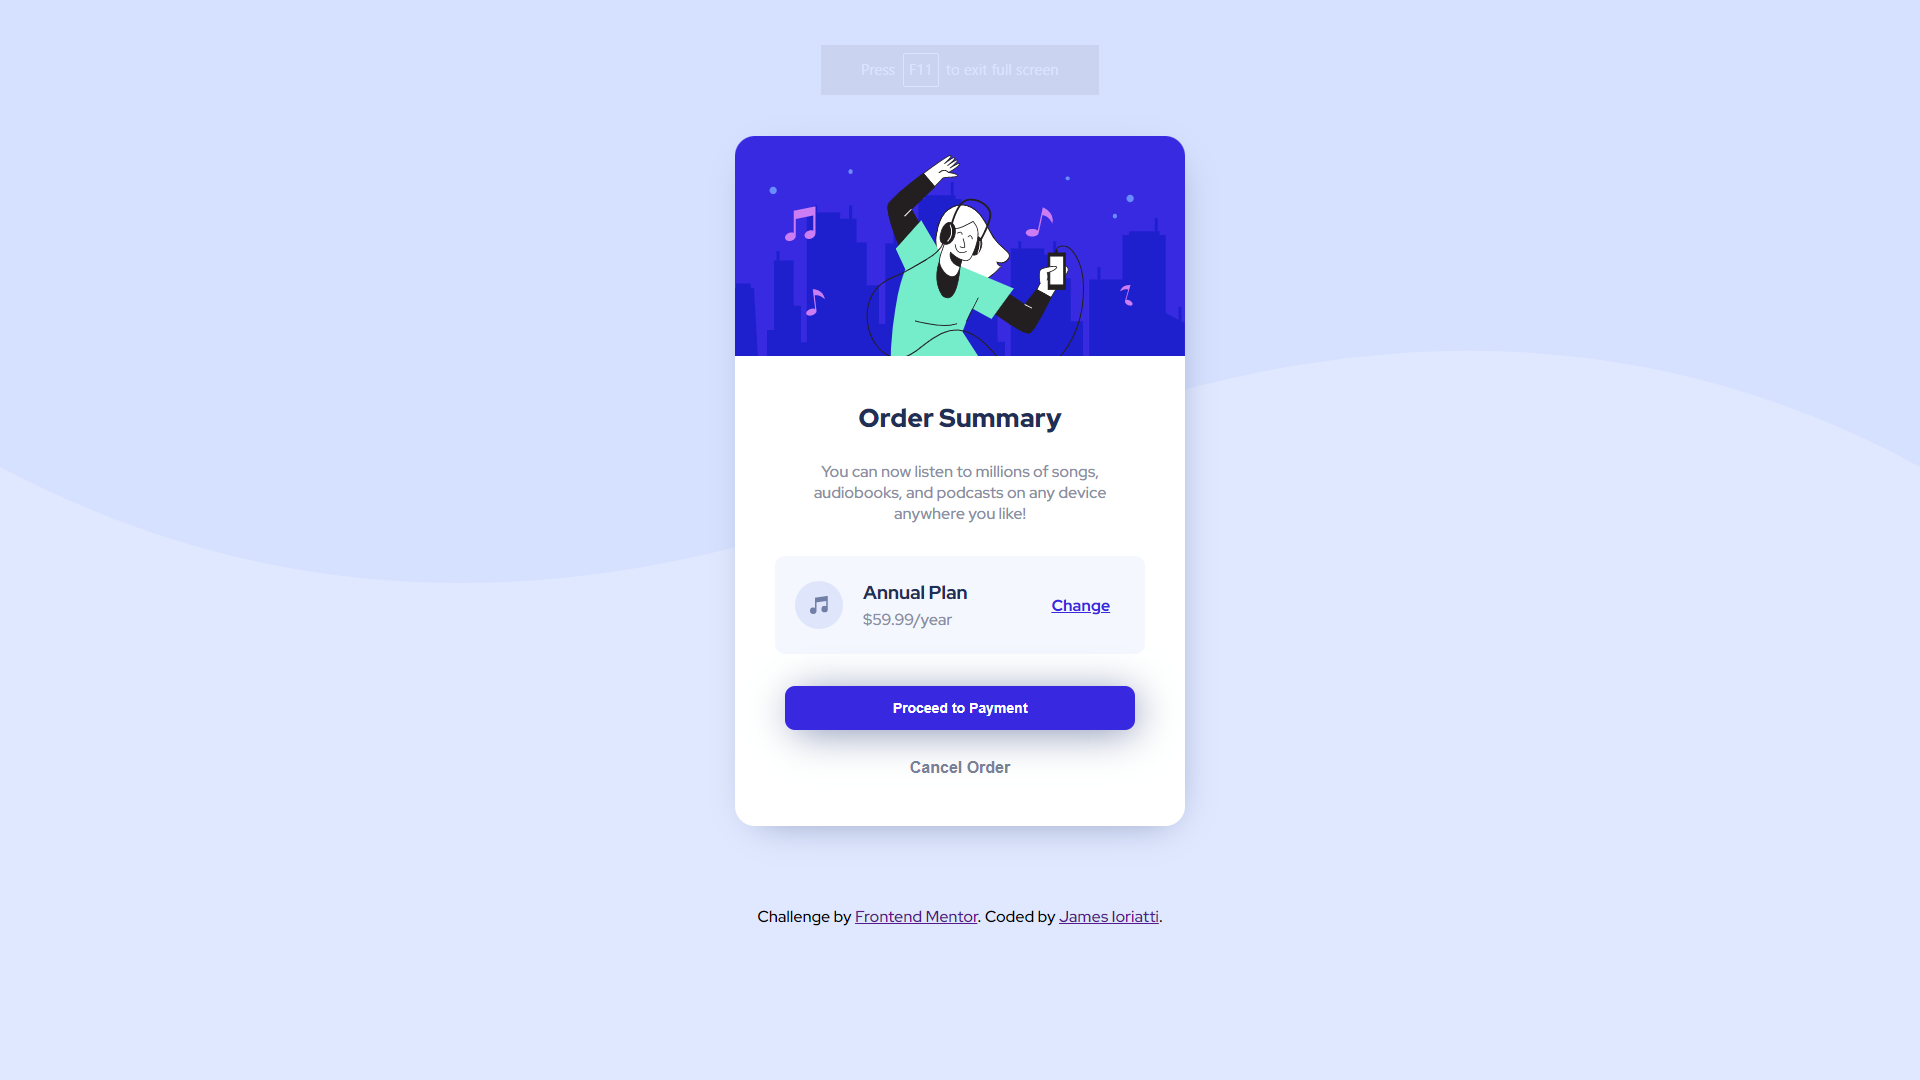 Press F11 to exit full screen
Order Summary
You can now listen to millions of songs,
audiobooks, and podcasts on any device
anywhere you like!
Annual Plan
$59.99/year
Change
Proceed to Payment
Cancel Order
Challenge by Frontend Mentor. Coded by James Ioriatti.